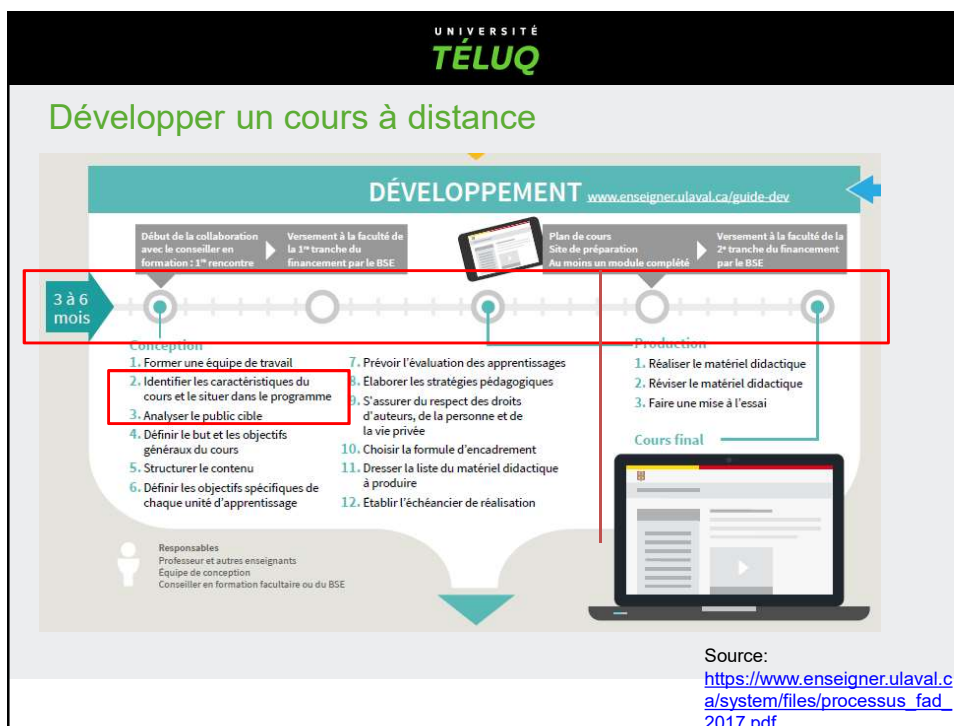 UNIVERSITÉ
TÉLUQ
Développer un cours à distance
DÉVELOPPEMENT www.enseigner.ulaval.ca/guide-dev
Début de la collaboration
avec le conseiller en
formation : 1re rencontre
Versement à la faculté de
la 1re tranche du
financement par le BSE
Plan de cours
Site de préparation
Au moins un module complété
Versement à la faculté de la
2e tranche du financement
par le BSE
3 à 6
mois
Conception
1. Former une équipe de travail
2. Identifier les caractéristiques du
cours et le situer dans le programme
3. Analyser le public cible
4. Définir le but et les objectifs
généraux du cours
5. Structurer le contenu
6. Définir les objectifs spécifiques de
chaque unité d'apprentissage
7. Prévoir l'évaluation des apprentissages
8. Élaborer les stratégies pédagogiques
9. S'assurer du respect des droits
d'auteurs, de la personne et de
la vie privée
10. Choisir la formule d'encadrement
11. Dresser la liste du matériel didactique
à produire
12. Établir l'échéancier de réalisation
Production
1. Réaliser le matériel didactique
2. Réviser le matériel didactique
3. Faire une mise à l'essai
Cours final
Responsables
Professeur et autres enseignants
Équipe de conception
Conseiller en formation facultaire ou du BSE
Source:
https://www.enseigner.ulaval.c
a/system/files/processus_fad_
2017.pdf